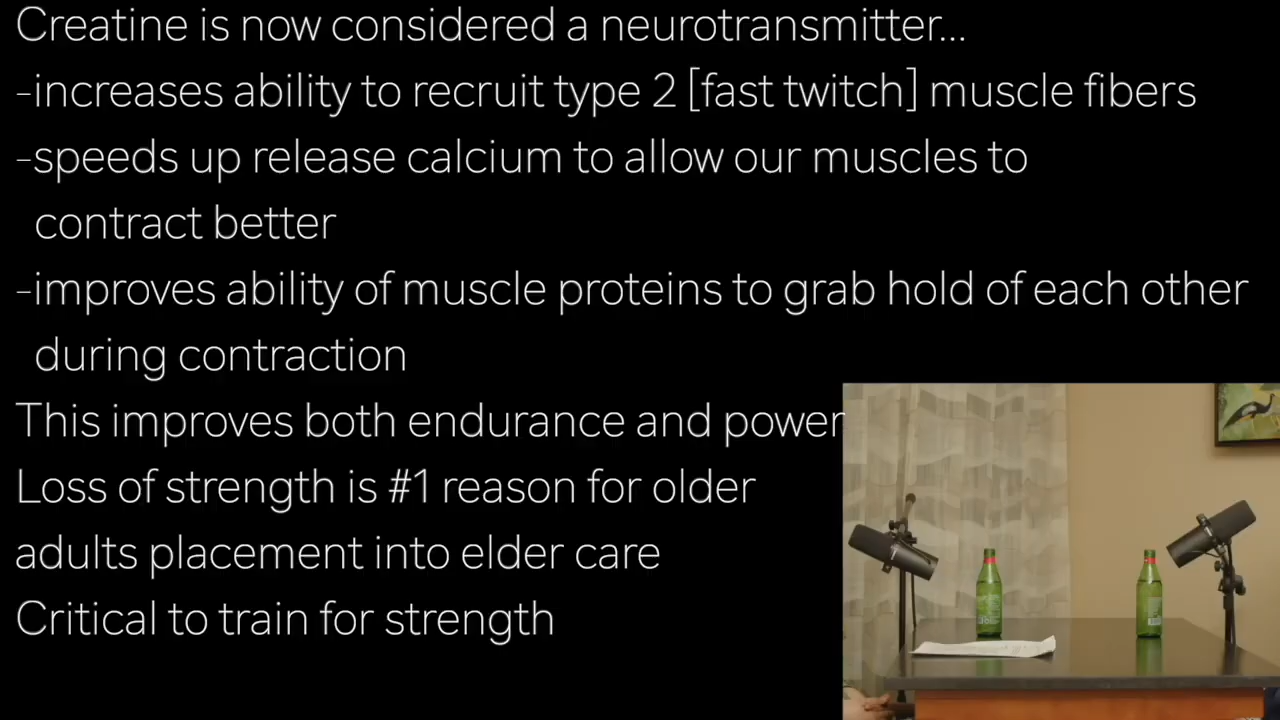 Creatine is now considered a neurotransmitter...
-increases ability to recruit type 2 [fast twitch] muscle fibers
-speeds up release calcium to allow our muscles to
contract better
-improves ability of muscle proteins to grab hold of each other
during contraction
This improves both endurance and power
Loss of strength is #1 reason for older
adults placement into elder care
Critical to train for strength